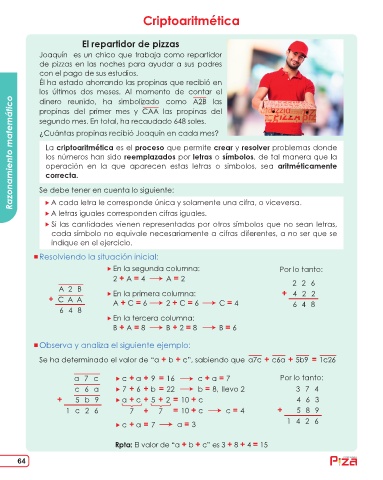 Criptoaritmética
El repartidor de pizzas
Joaquín es un chico que trabaja como repartidor
de pizzas en las noches para ayudar a sus padres
con el pago de sus estudios.
Él ha estado ahorrando las propinas que recibió en
los últimos dos meses. Al momento de contar el
dinero reunido, ha simbolizado como A2B las
propinas del primer mes y CAA las propinas del
segundo mes. En total, ha recaudado 648 soles.
¿Cuántas propinas recibió Joaquín en cada mes?
Razonamiento matemático
La criptoaritmética es el proceso que permite crear y resolver problemas donde
los números han sido reemplazados por letras o símbolos, de tal manera que la
operación en la que aparecen estas letras o símbolos, sea aritméticamente
correcta.
Se debe tener en cuenta lo siguiente:
A cada letra le corresponde única y solamente una cifra, o viceversa.
A letras iguales corresponden cifras iguales.
Si las cantidades vienen representadas por otros símbolos que no sean letras,
cada símbolo no equivale necesariamente a cifras diferentes, a no ser que se
indique en el ejercicio.
Resolviendo la situación inicial:
En la segunda columna:
2 + A = 4 → A = 2
En la primera columna:
A + C = 6 → 2 + C = 6 → C = 4
En la tercera columna:
B + A = 8 → B + 2 = 8 → B = 6
A 2 B
+ C A A
6 4 8
Por lo tanto:
2 2 6
+ 4 2 2
6 4 8
Observa y analiza el siguiente ejemplo:
Se ha determinado el valor de "a + b + c", sabiendo que a7c + c6a + 5b9 = 1c26
a 7 c
c 6 a
+ 5 b 9
1 c 2 6
c + a + 9 = 16 → c + a = 7
7 + 6 + b = 22 → b = 8, llevo 2
a + c + 5 + 2 = 10 + c
7 + 7 = 10 + c → c = 4
c + a = 7 → a = 3
Por lo tanto:
3 7 4
4 6 3
+ 5 8 9
1 4 2 6
Rpta: El valor de "a + b + c" es 3 + 8 + 4 = 15
64